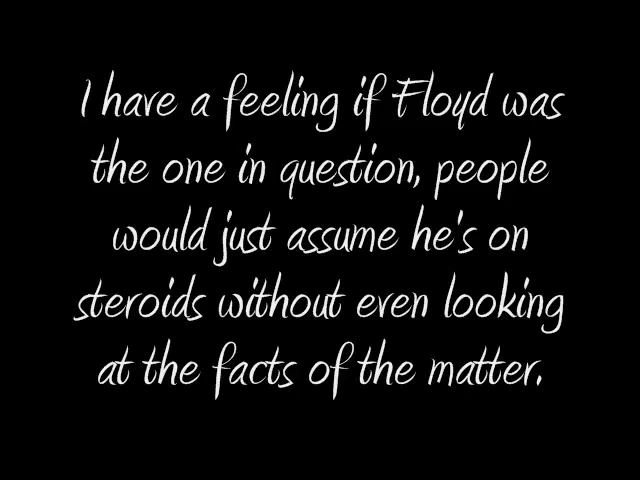 I have a feeling if Floyd was
the one in question, people
would just assume he's on
steroids without even looking
at the facts of the matter.